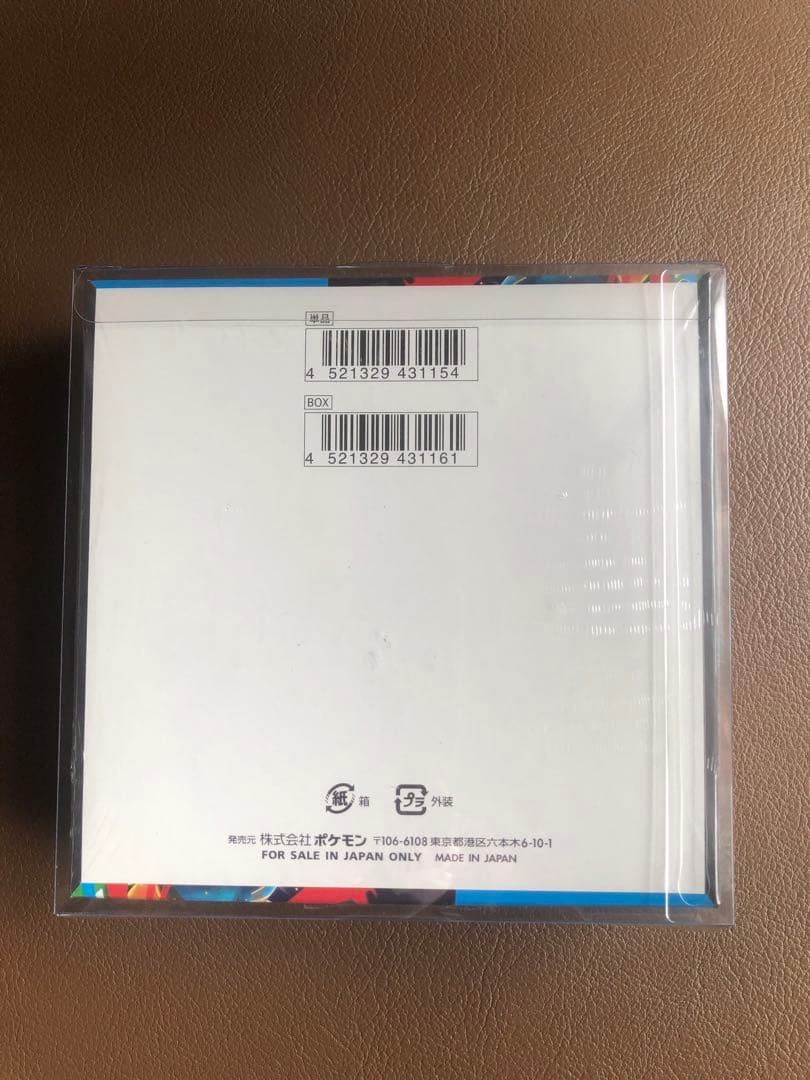 単品
4 521329 431154
BOX
4 521329 431161
紙 箱 プラ 外装
発売元 株式会社 ポケモン 〒106-6108 東京都港区六本木6-10-1
FOR SALE IN JAPAN ONLY MADE IN JAPAN